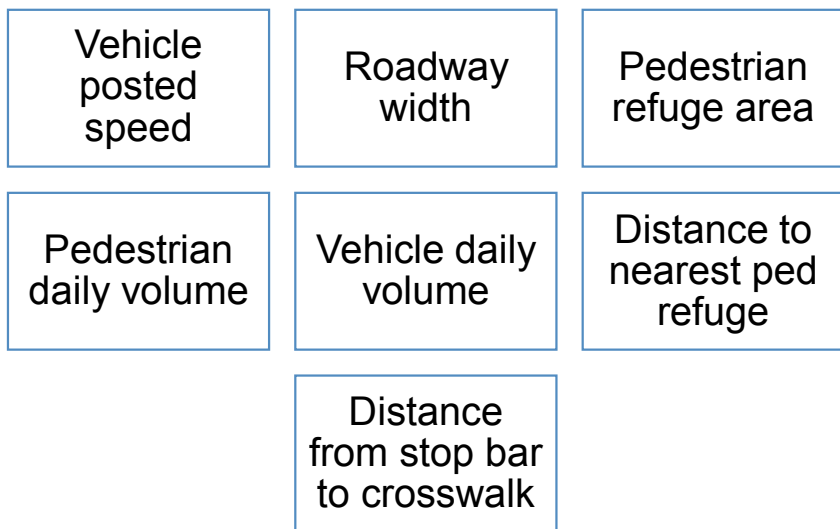 Vehicle
posted
speed
Roadway
width
Pedestrian
refuge area
Pedestrian
daily volume
Vehicle daily
volume
Distance to
nearest ped
refuge
Distance
from stop bar
to crosswalk